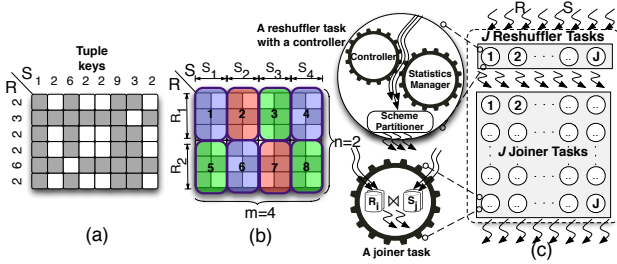 Tuple
keys
S
1 2 6 2 2 9 3 2
R
2
3
2
2
6
2
(a)
S
S1 S2 S3 S4
R
R1
R2
1 2 3 4
5 6 7 8
n=2
m=4
(b)
A reshuffler task
with a controller
Controller
Statistics
Manager
Scheme
Partitioner
Ri ⋈ Si
A joiner task
R S
J Reshuffler Tasks
1 2 .. .. J
1 2 .. ..
.. .. .. ..
J Joiner Tasks
.. .. .. ..
.. .. .. J
(c)